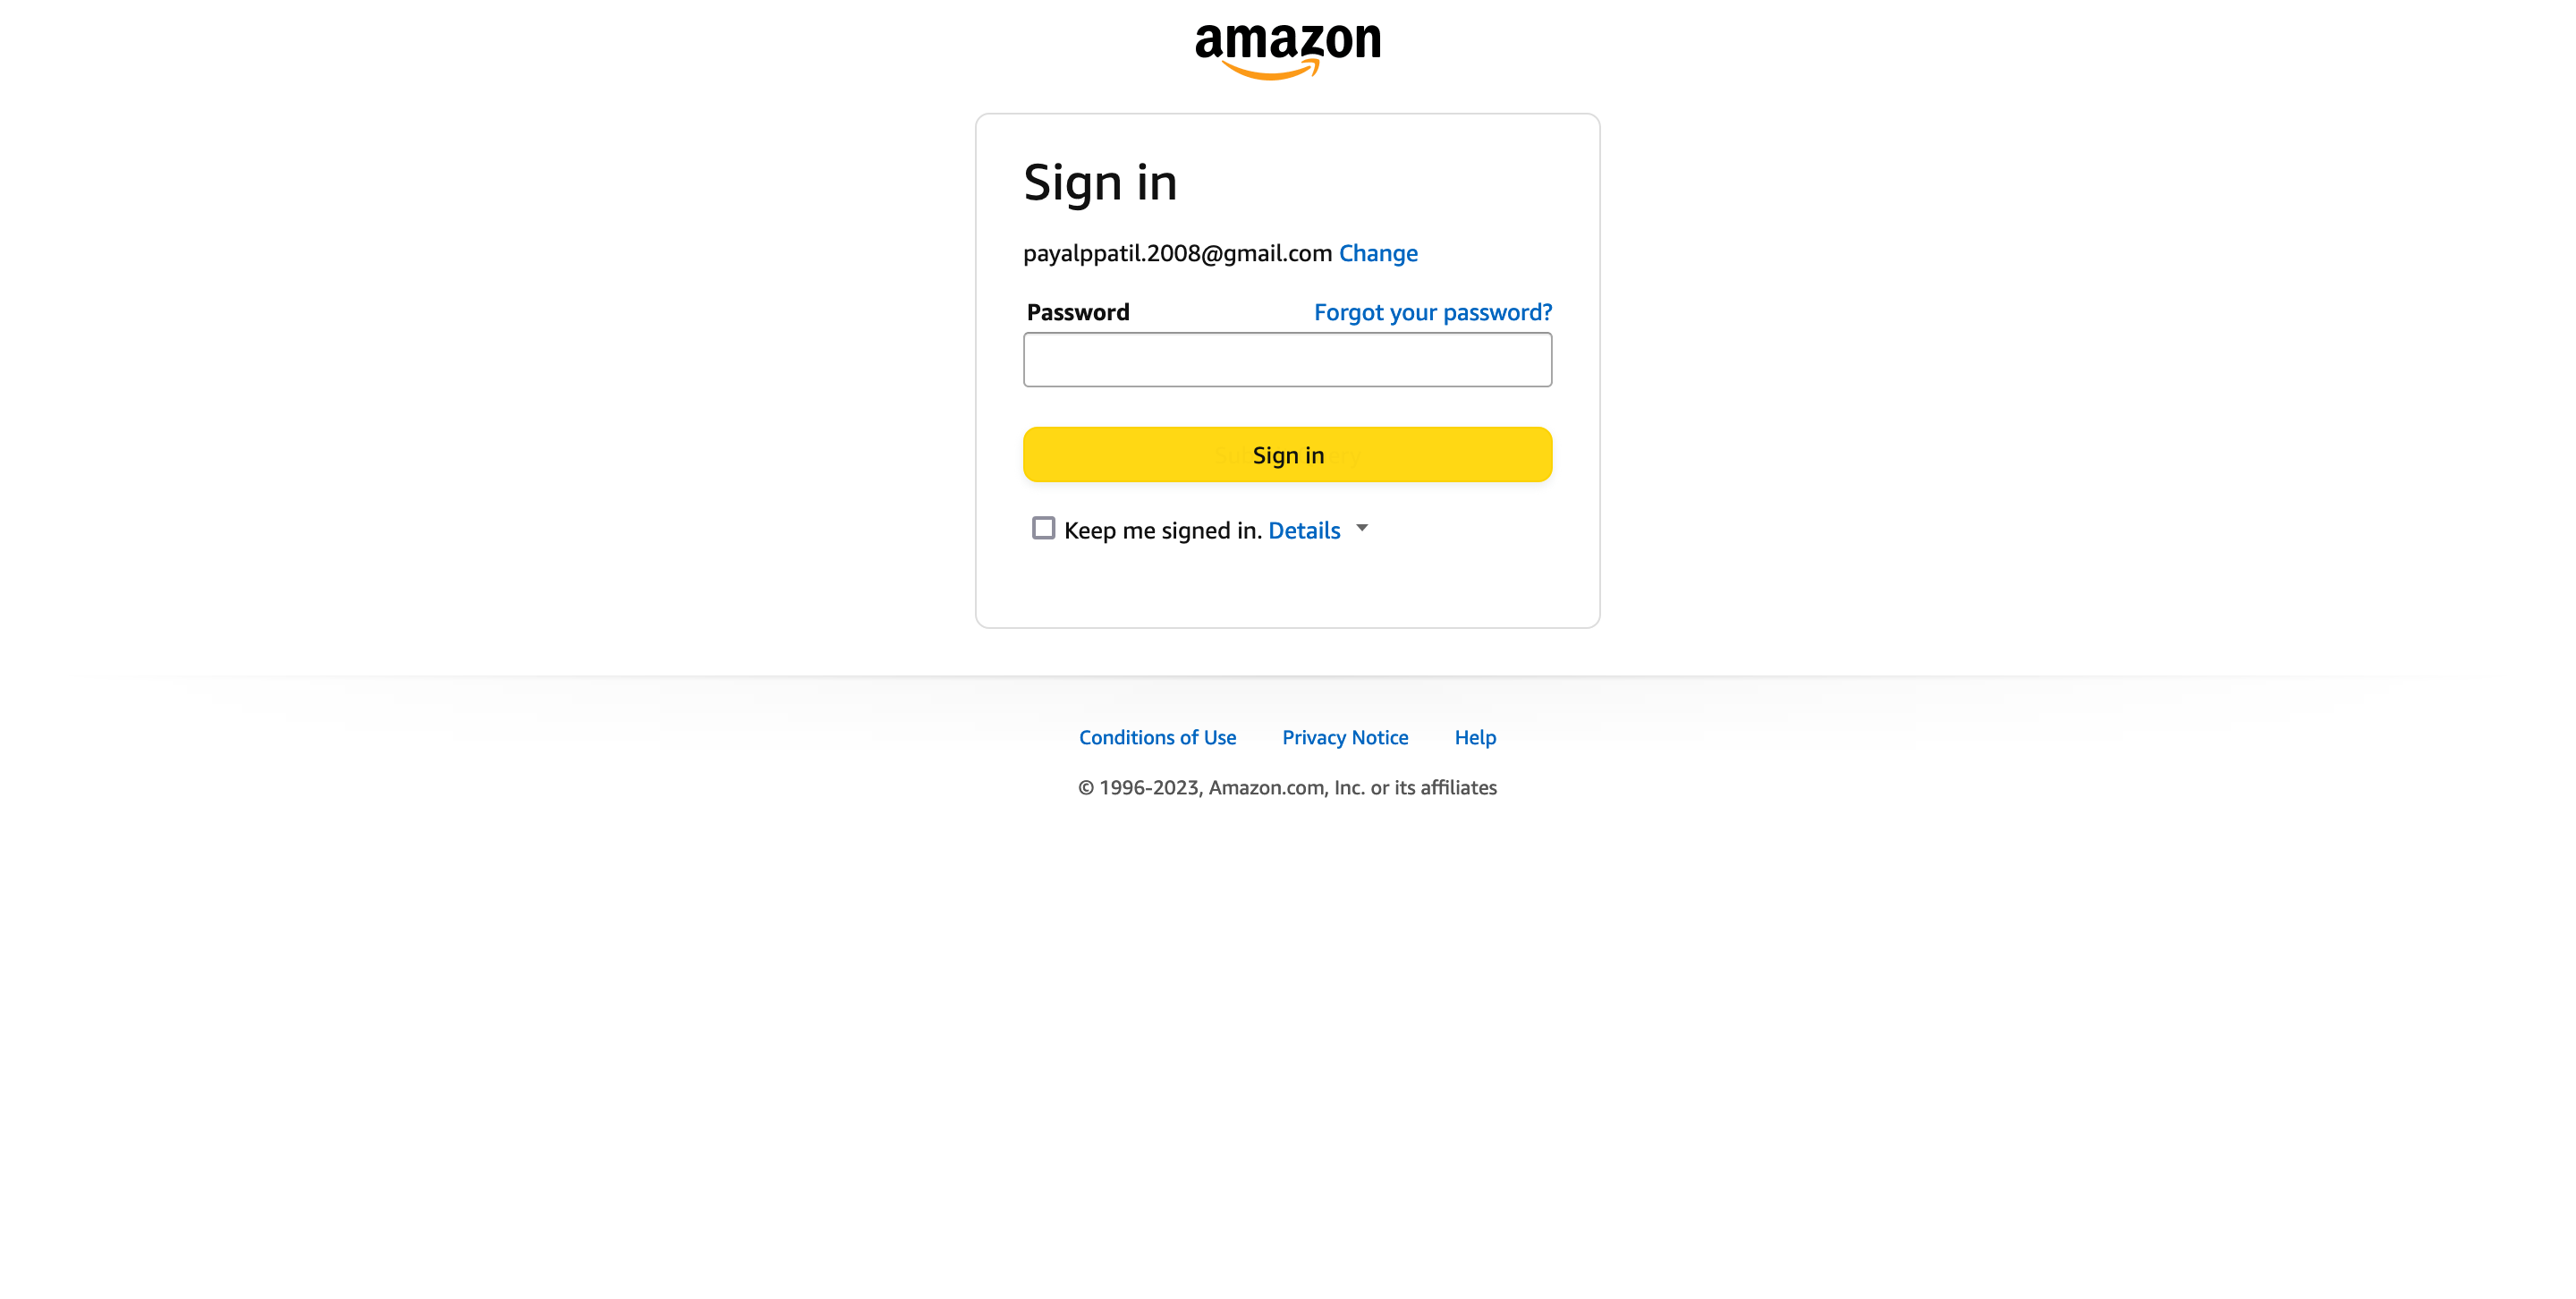 amazon
Sign in
payalppatil.2008@gmail.com Change
Password Forgot your password?
Sign in
Keep me signed in. Details
Conditions of Use Privacy Notice Help
© 1996-2023, Amazon.com, Inc. or its affiliates